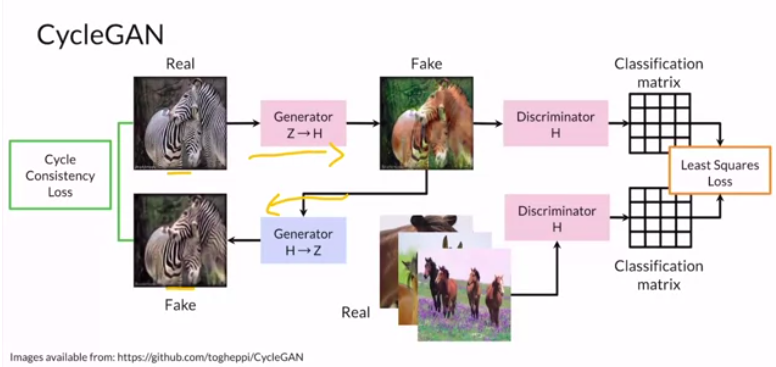 CycleGAN
Real
Fake
Classification
matrix
Generator
Z→H
Discriminator
H
Cycle
Consistency
Loss
Least Squares
Loss
Generator
H→Z
Discriminator
H
Fake
Real
Classification
matrix
Images available from: https://github.com/togheppi/CycleGAN